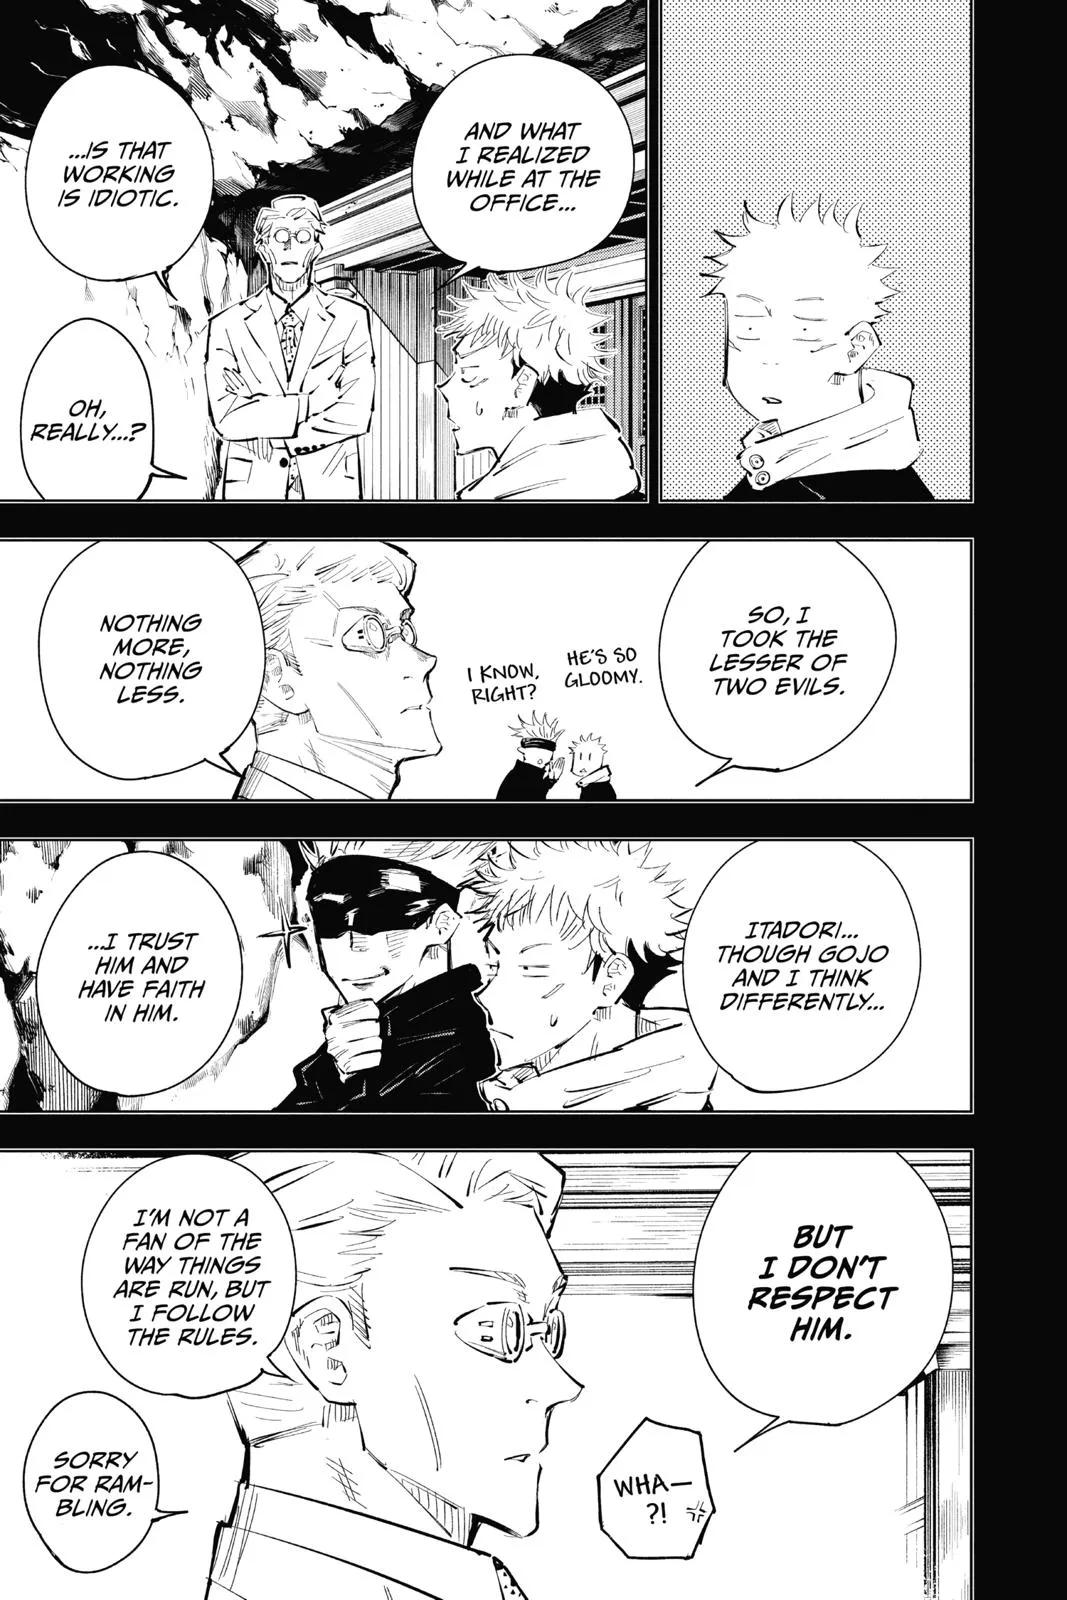 AND WHAT
I REALIZED
WHILE AT THE
OFFICE...
...IS THAT
WORKING
IS IDIOTIC.
OH,
REALLY...?
SO, I
TOOK THE
LESSER OF
TWO EVILS.
HE'S SO
GLOOMY.
I KNOW,
RIGHT?
NOTHING
MORE,
NOTHING
LESS.
ITADORI...
THOUGH GOJO
AND I THINK
DIFFERENTLY...
...I TRUST
HIM AND
HAVE FAITH
IN HIM.
BUT
I DON'T
RESPECT
HIM.
WHA—
?!
I'M NOT A
FAN OF THE
WAY THINGS
ARE RUN, BUT
I FOLLOW
THE RULES.
SORRY
FOR RAM-
BLING.